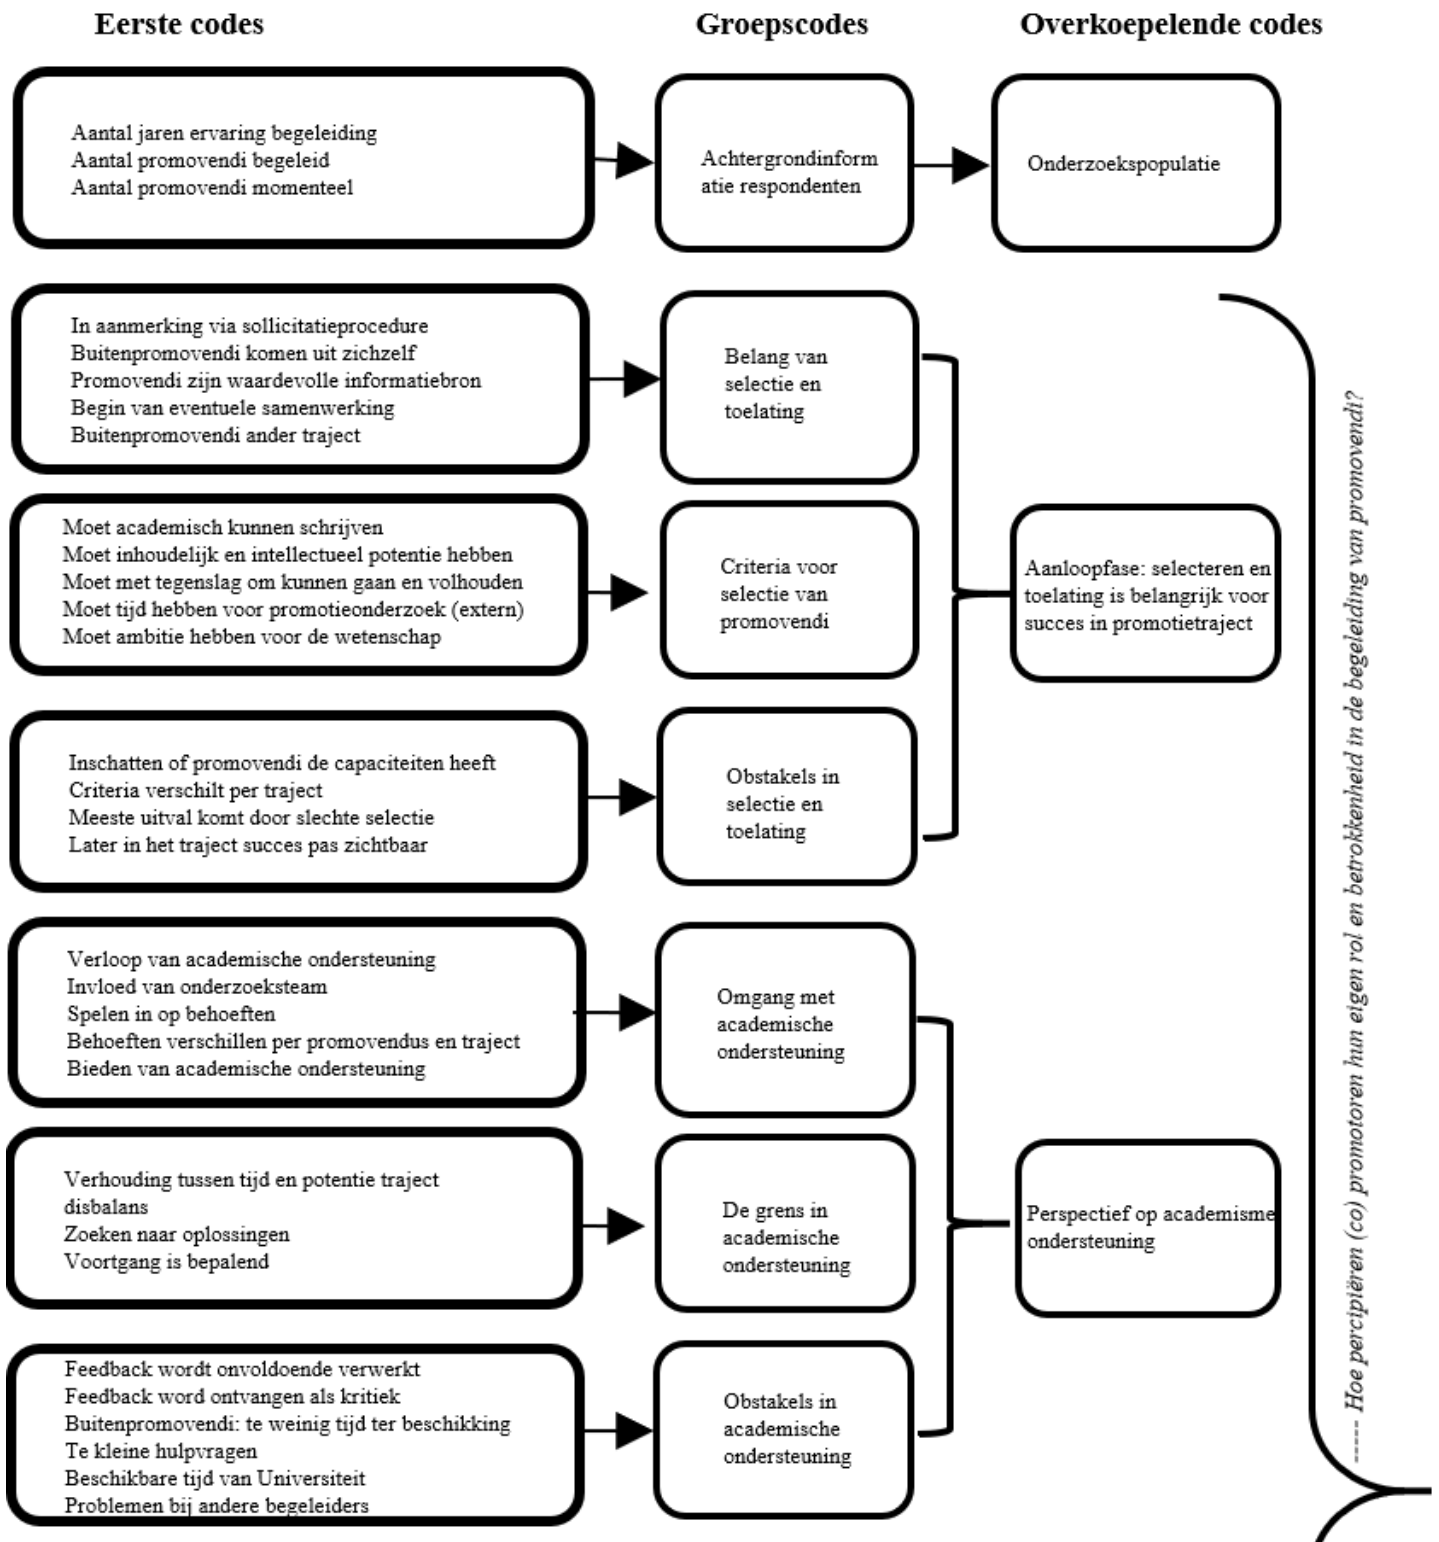 Eerste codes
Groepscodes
Overkoepelende codes
Aantal jaren ervaring begeleiding
Aantal promovendi begeleid
Aantal promovendi momenteel
Achtergrondinform
atie respondenten
Onderzoekspopulatie
In aanmerking via sollicitatieprocedure
Buitenpromovendi komen uit zichzelf
Promovendi zijn waardevolle informatiebron
Begin van eventuele samenwerking
Buitenpromovendi ander traject
Belang van
selectie en
toelating
Moet academisch kunnen schrijven
Moet inhoudelijk en intellectueel potentie hebben
Moet met tegenslag om kunnen gaan en volhouden
Moet tijd hebben voor promotieonderzoek (extern)
Moet ambitie hebben voor de wetenschap
Criteria voor
selectie van
promovendi
Aanloopfase: selecteren en
toelating is belangrijk voor
succes in promotietraject
Inschatten of promovendi de capaciteiten heeft
Criteria verschilt per traject
Meeste uitval komt door slechte selectie
Later in het traject succes pas zichtbaar
Obstakels in
selectie en
toelating
Verloop van academische ondersteuning
Invloed van onderzoeksteam
Spelen in op behoeften
Behoeften verschillen per promovendus en traject
Bieden van academische ondersteuning
Omgang met
academische
ondersteuning
Verhouding tussen tijd en potentie traject
disbalans
Zoeken naar oplossingen
Voortgang is bepalend
De grens in
academische
ondersteuning
Perspectief op academisme
ondersteuning
Feedback wordt onvoldoende verwerkt
Feedback word ontvangen als kritiek
Buitenpromovendi: te weinig tijd ter beschikking
Te kleine hulpvragen
Beschikbare tijd van Universiteit
Problemen bij andere begeleiders
Obstakels in
academische
ondersteuning
----- Hoe percipiëren (co) promotoren hun eigen rol en betrokkenheid in de begeleiding van promovendi?